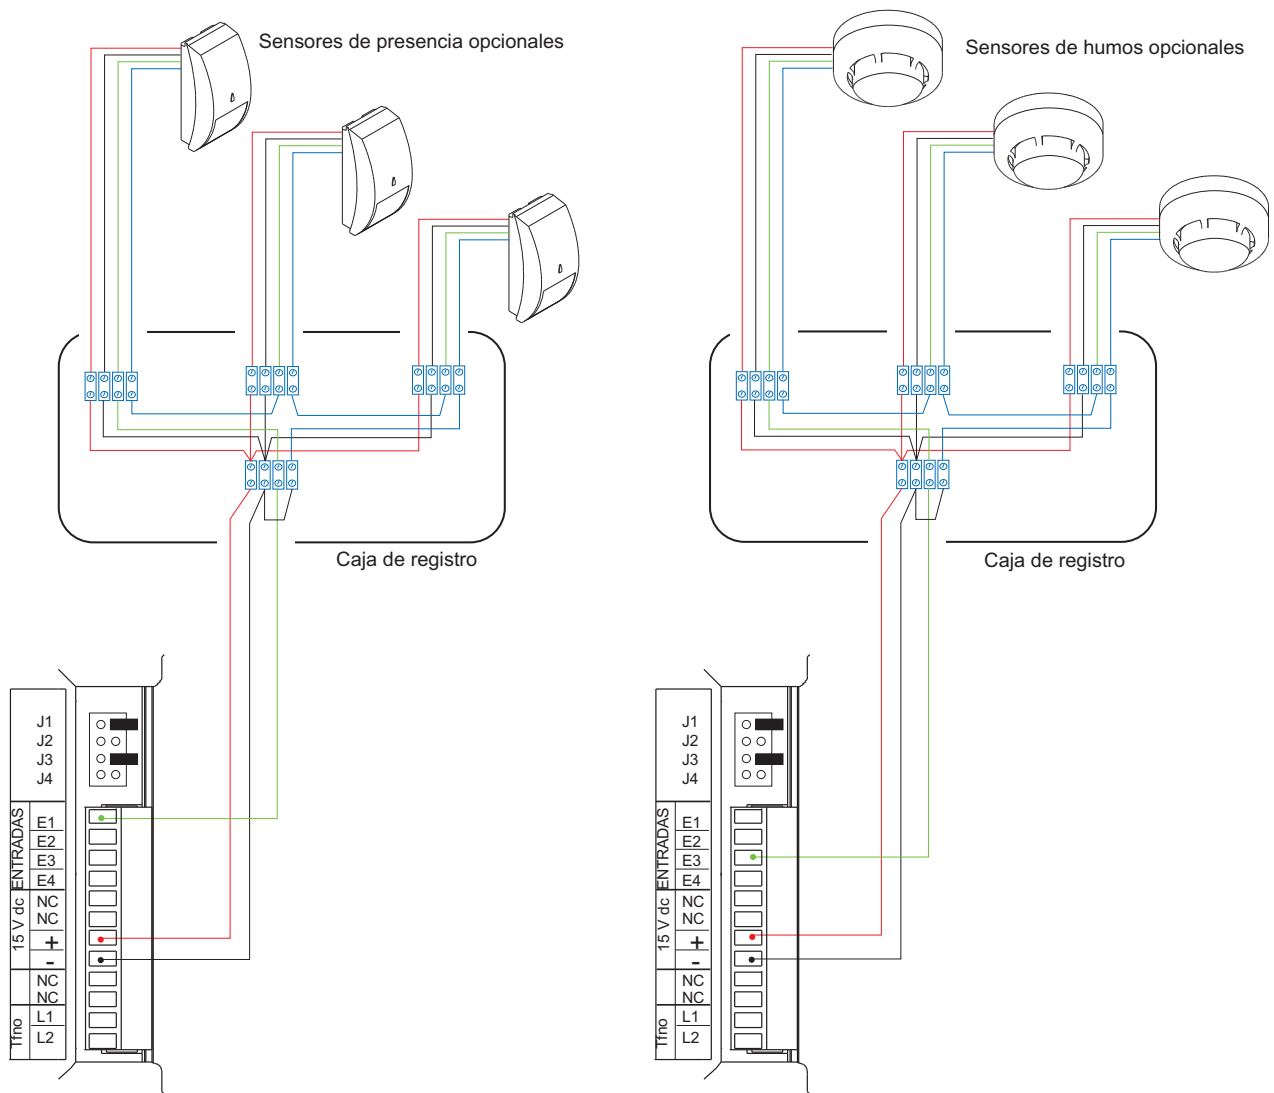 Sensores de presencia opcionales
Sensores de humos opcionales
Caja de registro
Caja de registro
J1
J2
J3
J4
ENTRADAS
E1
E2
E3
E4
15 V dc
NC
NC
+
-
NC
NC
Tfno
L1
L2
J1
J2
J3
J4
ENTRADAS
E1
E2
E3
E4
15 V dc
NC
NC
+
-
NC
NC
Tfno
L1
L2